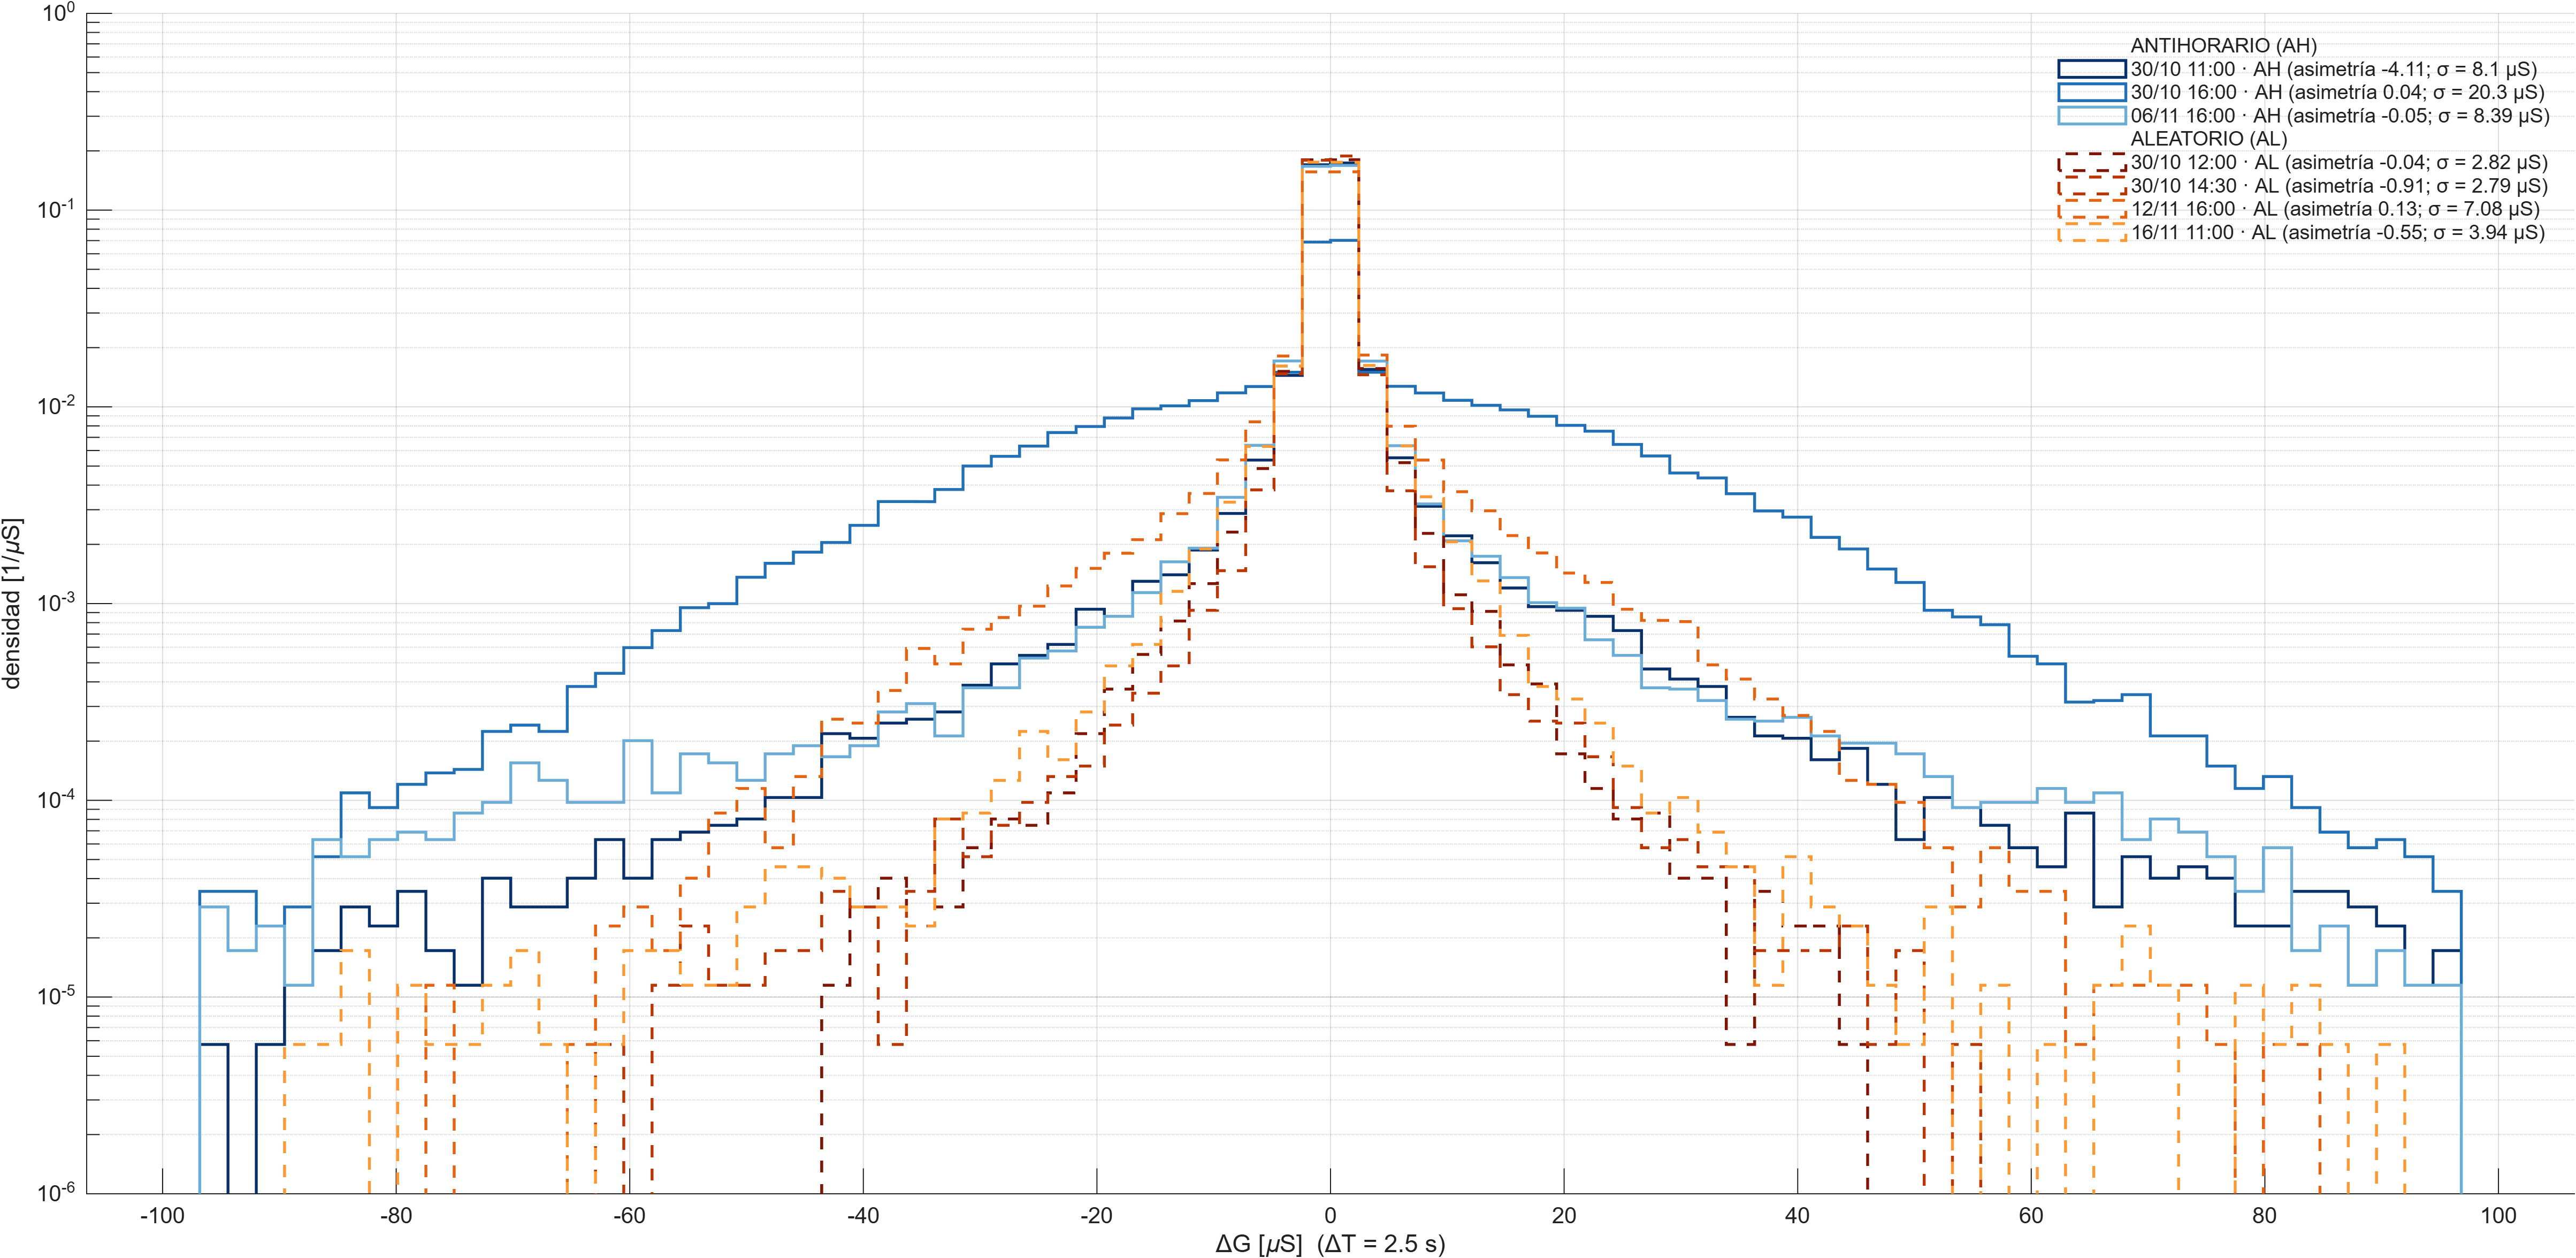 10^0
10^-1
10^-2
10^-3
10^-4
10^-5
10^-6
densidad [1/µS]
ANTIHORARIO (AH)
30/10 11:00 · AH (asimetría -4.11; σ = 8.1 µS)
30/10 16:00 · AH (asimetría 0.04; σ = 20.3 µS)
06/11 16:00 · AH (asimetría -0.05; σ = 8.39 µS)
ALEATORIO (AL)
30/10 12:00 · AL (asimetría -0.04; σ = 2.82 µS)
30/10 14:30 · AL (asimetría -0.91; σ = 2.79 µS)
12/11 16:00 · AL (asimetría 0.13; σ = 7.08 µS)
16/11 11:00 · AL (asimetría -0.55; σ = 3.94 µS)
-100 -80 -60 -40 -20 0 20 40 60 80 100
ΔG [µS] (ΔT = 2.5 s)